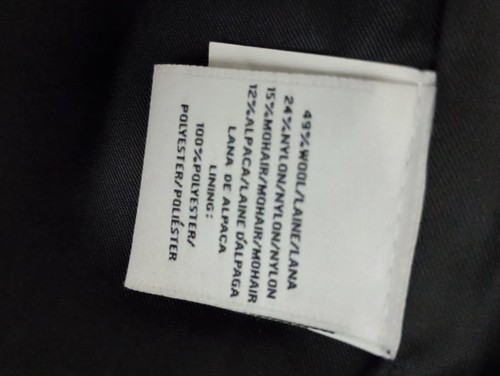 49%WOOL/LAINE/LANA
24%NYLON/NYLON/NYLON
15%MOHAIR/MOHAIR/MOHAIR
12%ALPACA/LAINE D'ALPAGA
LANA DE ALPACA
LINING:
100%POLYESTER/
POLYESTER/POLIÉSTER